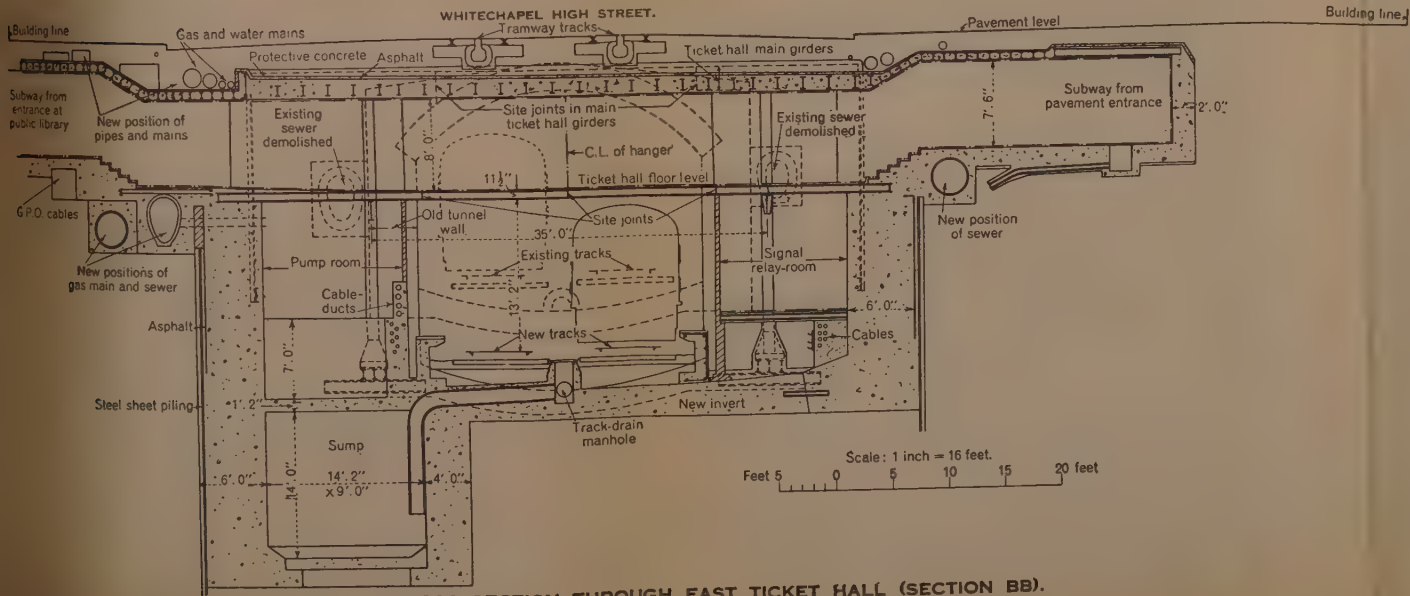 WHITECHAPEL HIGH STREET.
Building line
Gas and water mains
Tramway tracks
Pavement level
Building line
Protective concrete
Asphalt
Ticket hall main girders
Subway from
entrance at
public library
New position of
pipes and mains
Existing
sewer
demolished
8'.0"
Site joints in main
ticket hall girders
C.L. of hanger
Existing sewer
demolished
7'.6"
Subway from
pavement entrance
2'.0"
11½"
Ticket hall floor level
G.P.O. cables
Old tunnel
wall
Site joints
35'.0"
New position
of sewer
New positions of
gas main and sewer
Pump room
Existing tracks
Signal
relay-room
Cable-
ducts
13'.2"
6'.0"
Asphalt
New tracks
Cables
7'.0"
Steel sheet piling
1'.2"
New invert
Track-drain
manhole
Sump
14'.2"
x 9'.0"
6'.0"
14'.0"
4'.0"
Scale: 1 inch = 16 feet.
Feet 5 0 5 10 15 20 feet
SECTION THROUGH EAST TICKET HALL (SECTION BB).